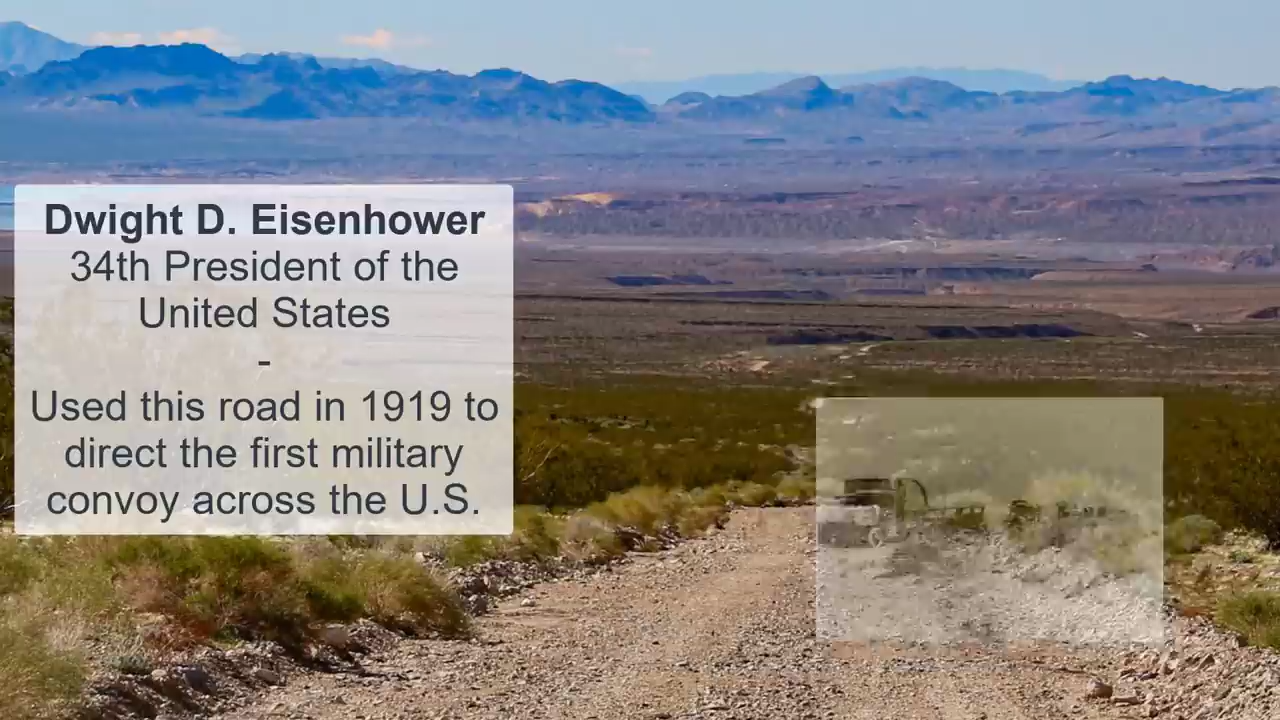 Dwight D. Eisenhower
34th President of the
United States
-
Used this road in 1919 to
direct the first military
convoy across the U.S.